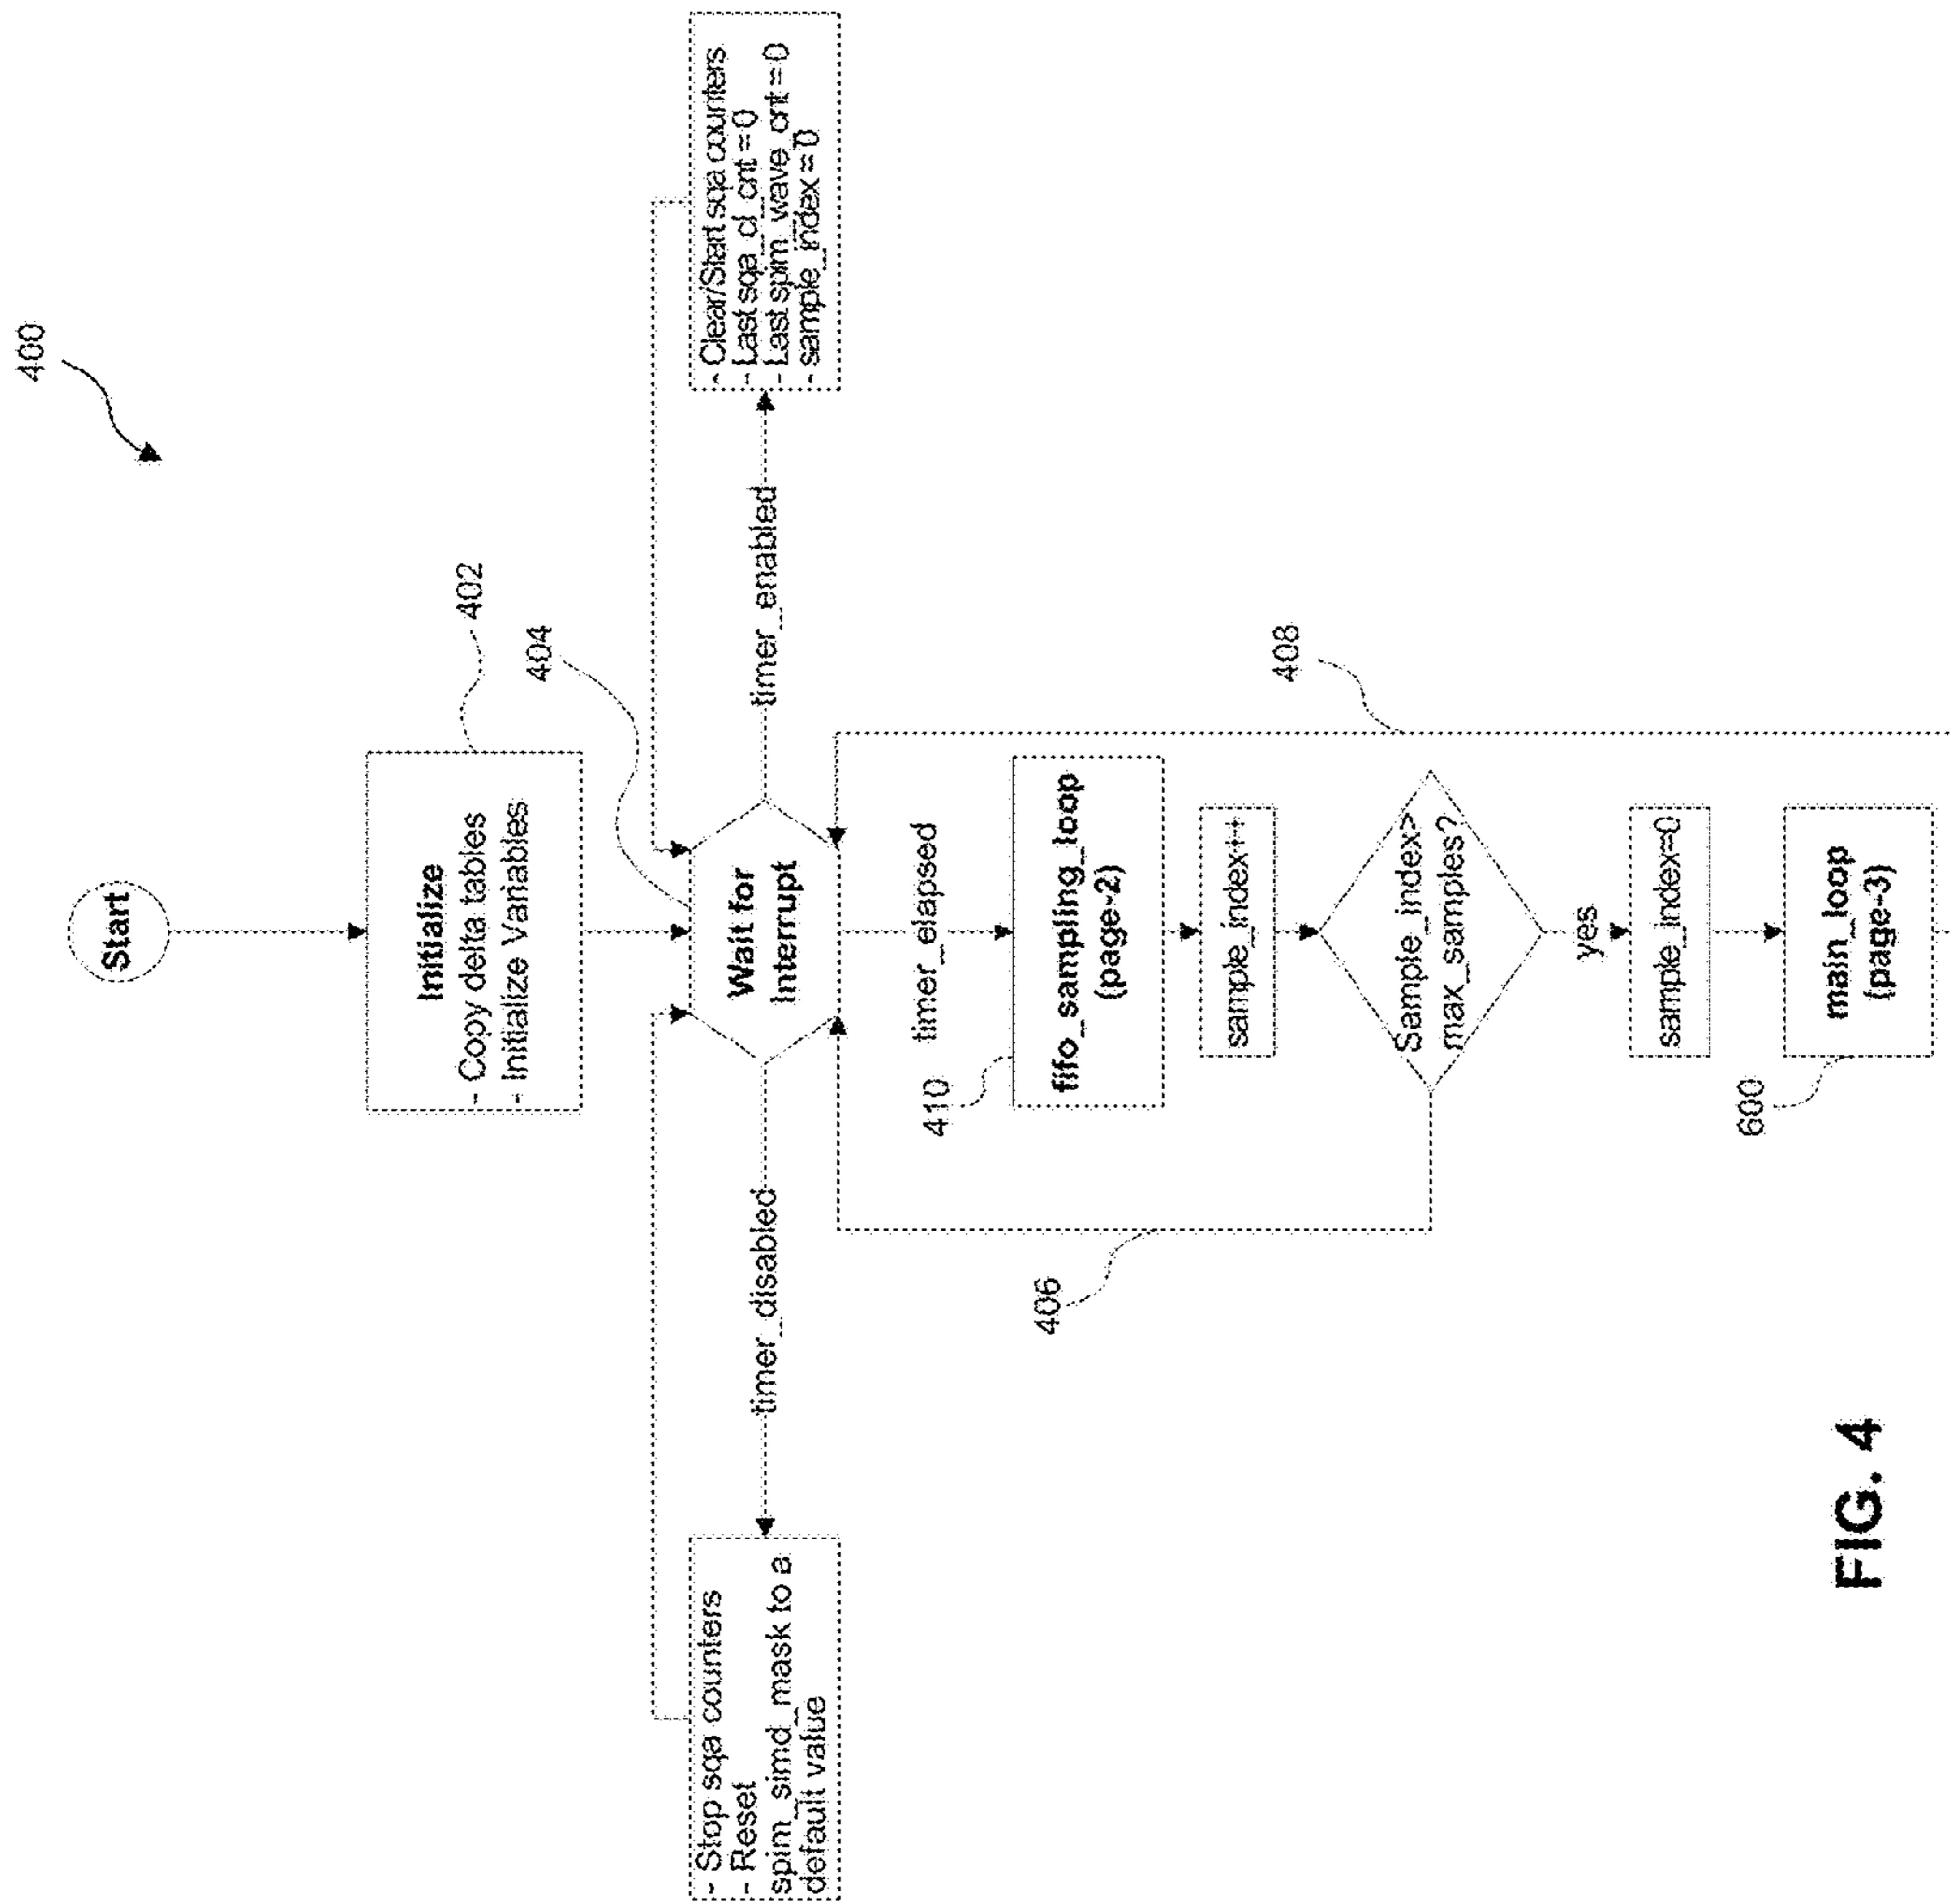 400
Start
Initialize
- Copy delta tables
- Initialize Variables
402
404
Wait for
Interrupt
timer_disabled
- Stop sqa counters
- Reset
spim_simd_mask to a
default value
timer_enabled
- Clear/Start sqa counters
- Last sqa_cl_cnt = 0
- Last spim_wave_cnt = 0
- sample_index = 0
timer_elapsed
410
fifo_sampling_loop
(page-2)
408
406
sample_index++
Sample_index>
max_samples?
yes
sample_index=0
600
main_loop
(page-3)
FIG. 4